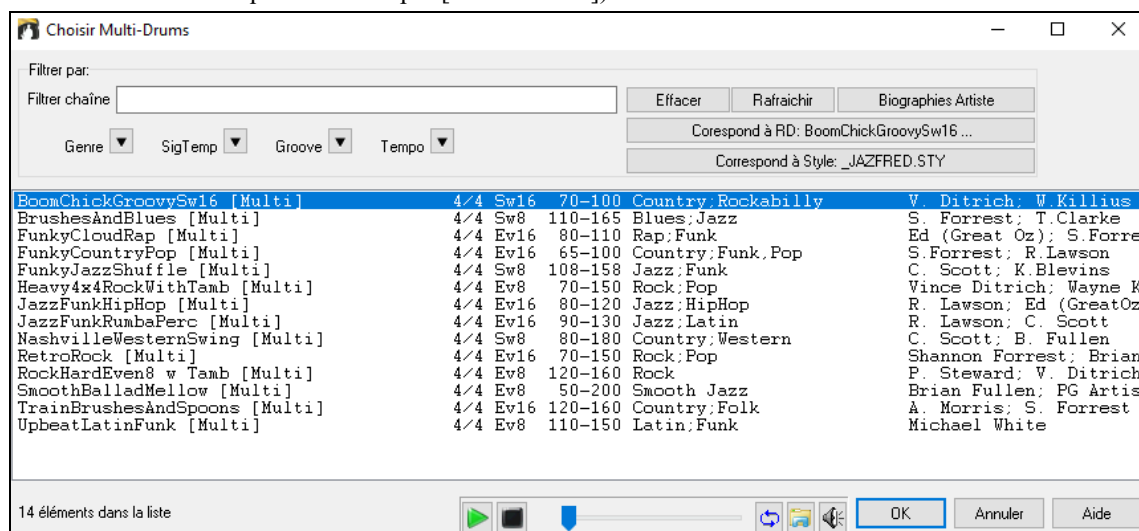 Choisir Multi-Drums
Filtrer par:
Filtrer chaîne
Effacer Rafraichir Biographies Artiste
Corespond à RD: BoomChickGroovySw16 ...
Genre SigTemp Groove Tempo
Correspond à Style: _JAZFRED.STY
BoomChickGroovySw16 [Multi] 4/4 Sw16 70-100 Country;Rockabilly V. Ditrich; W.Killius
BrushesAndBlues [Multi] 4/4 Sw8 110-165 Blues;Jazz S. Forrest; T.Clarke
FunkyCloudRap [Multi] 4/4 Ev16 80-110 Rap;Funk Ed (Great Oz); S.Forre
FunkyCountryPop [Multi] 4/4 Ev16 65-100 Country;Funk,Pop S.Forrest; R.Lawson
FunkyJazzShuffle [Multi] 4/4 Sw8 108-158 Jazz;Funk C. Scott; K.Blevins
Heavy4x4RockWithTamb [Multi] 4/4 Ev8 70-150 Rock;Pop Vince Ditrich; Wayne K
JazzFunkHipHop [Multi] 4/4 Ev16 80-120 Jazz;HipHop R. Lawson; Ed (GreatOz
JazzFunkRumbaPerc [Multi] 4/4 Ev16 90-130 Jazz;Latin R. Lawson; C. Scott
NashvilleWesternSwing [Multi] 4/4 Sw8 80-180 Country;Western C. Scott; B. Fullen
RetroRock [Multi] 4/4 Ev16 70-150 Rock;Pop Shannon Forrest; Brian
RockHardEven8 w Tamb [Multi] 4/4 Ev8 120-160 Rock P. Steward; V. Ditrich
SmoothBalladMellow [Multi] 4/4 Ev8 50-200 Smooth Jazz Brian Fullen; PG Artis
TrainBrushesAndSpoons [Multi] 4/4 Ev16 120-160 Country;Folk A. Morris; S. Forrest
UpbeatLatinFunk [Multi] 4/4 Ev8 110-150 Latin;Funk Michael White
14 éléments dans la liste
OK Annuler Aide